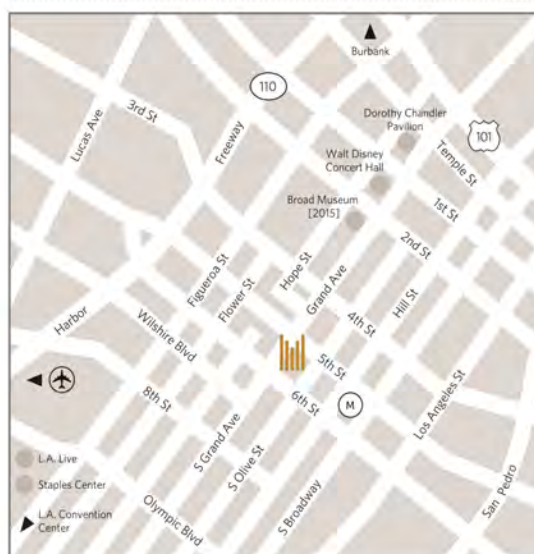 Burbank
110
3rd St
Dorothy Chandler
Pavilion
101
Lucas Ave
Freeway
Walt Disney
Concert Hall
Temple St
Broad Museum
[2015]
1st St
2nd St
Figueroa St
Flower St
Hope St
Grand Ave
Hill St
Harbor
Wilshire Blvd
4th St
5th St
8th St
6th St
M
Los Angeles St
S Grand Ave
S Olive St
L.A. Live
Staples Center
L.A. Convention
Center
Olympic Blvd
S Broadway
San Pedro